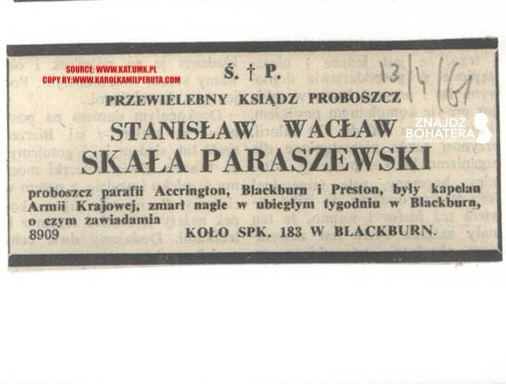 SOURCE: WWW.KAT.UMK.PL
COPY BY:WWW.KAROLKAMILPERUTA.COM
Ś. † P.
13/4/61
PRZEWIELEBNY KSIĄDZ PROBOSZCZ
ZNAJDŹ
BOHATERA
STANISŁAW WACŁAW
SKAŁA PARASZEWSKI
proboszcz parafii Accrington, Blackburn i Preston, były kapelan
Armii Krajowej, zmarł nagle w ubiegłym tygodniu w Blackburn,
o czym zawiadamia
8909 KOŁO SPK. 183 W BLACKBURN.